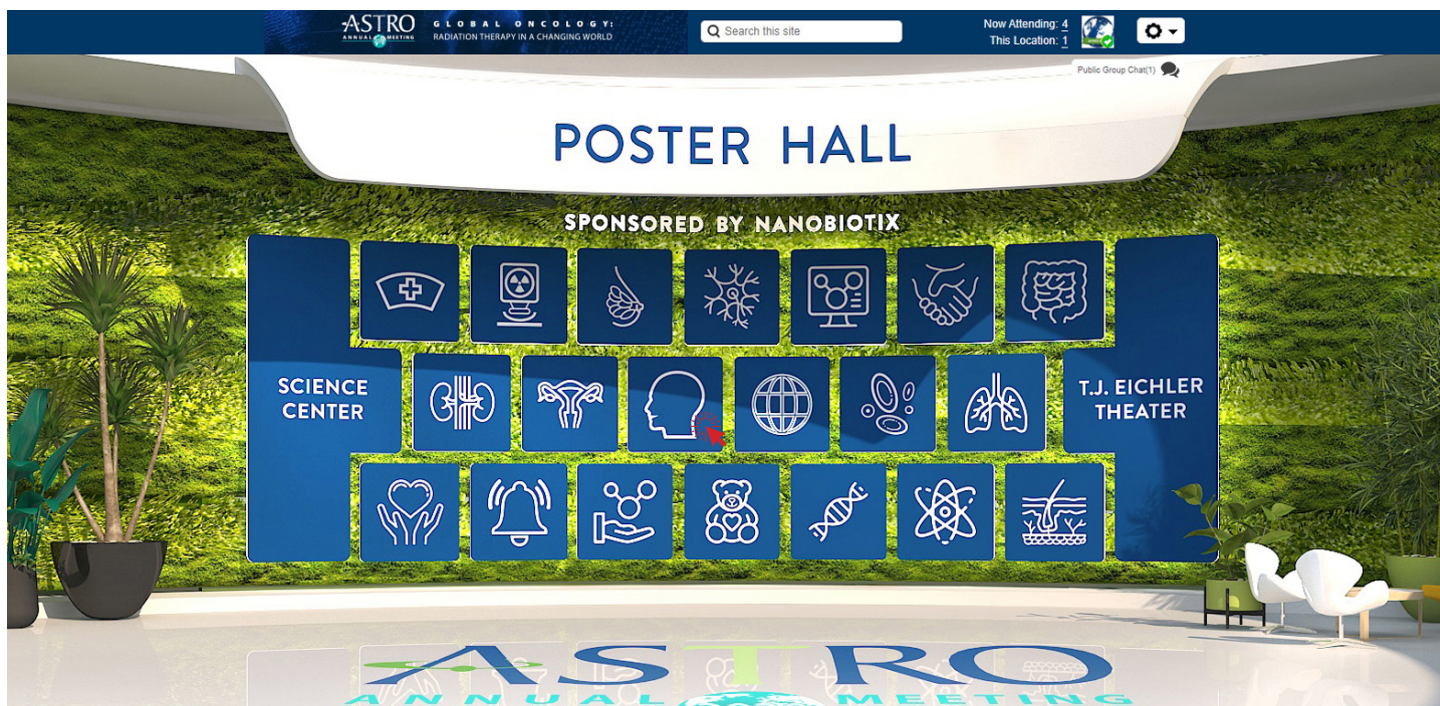 ASTRO
ANNUAL MEETING
GLOBAL ONCOLOGY:
RADIATION THERAPY IN A CHANGING WORLD
Search this site
Now Attending: 4
This Location: 1
Public Group Chat(1)
POSTER HALL
SPONSORED BY NANOBIOTIX
SCIENCE
CENTER
T.J. EICHLER
THEATER
ASTRO
ANNUAL MEETING